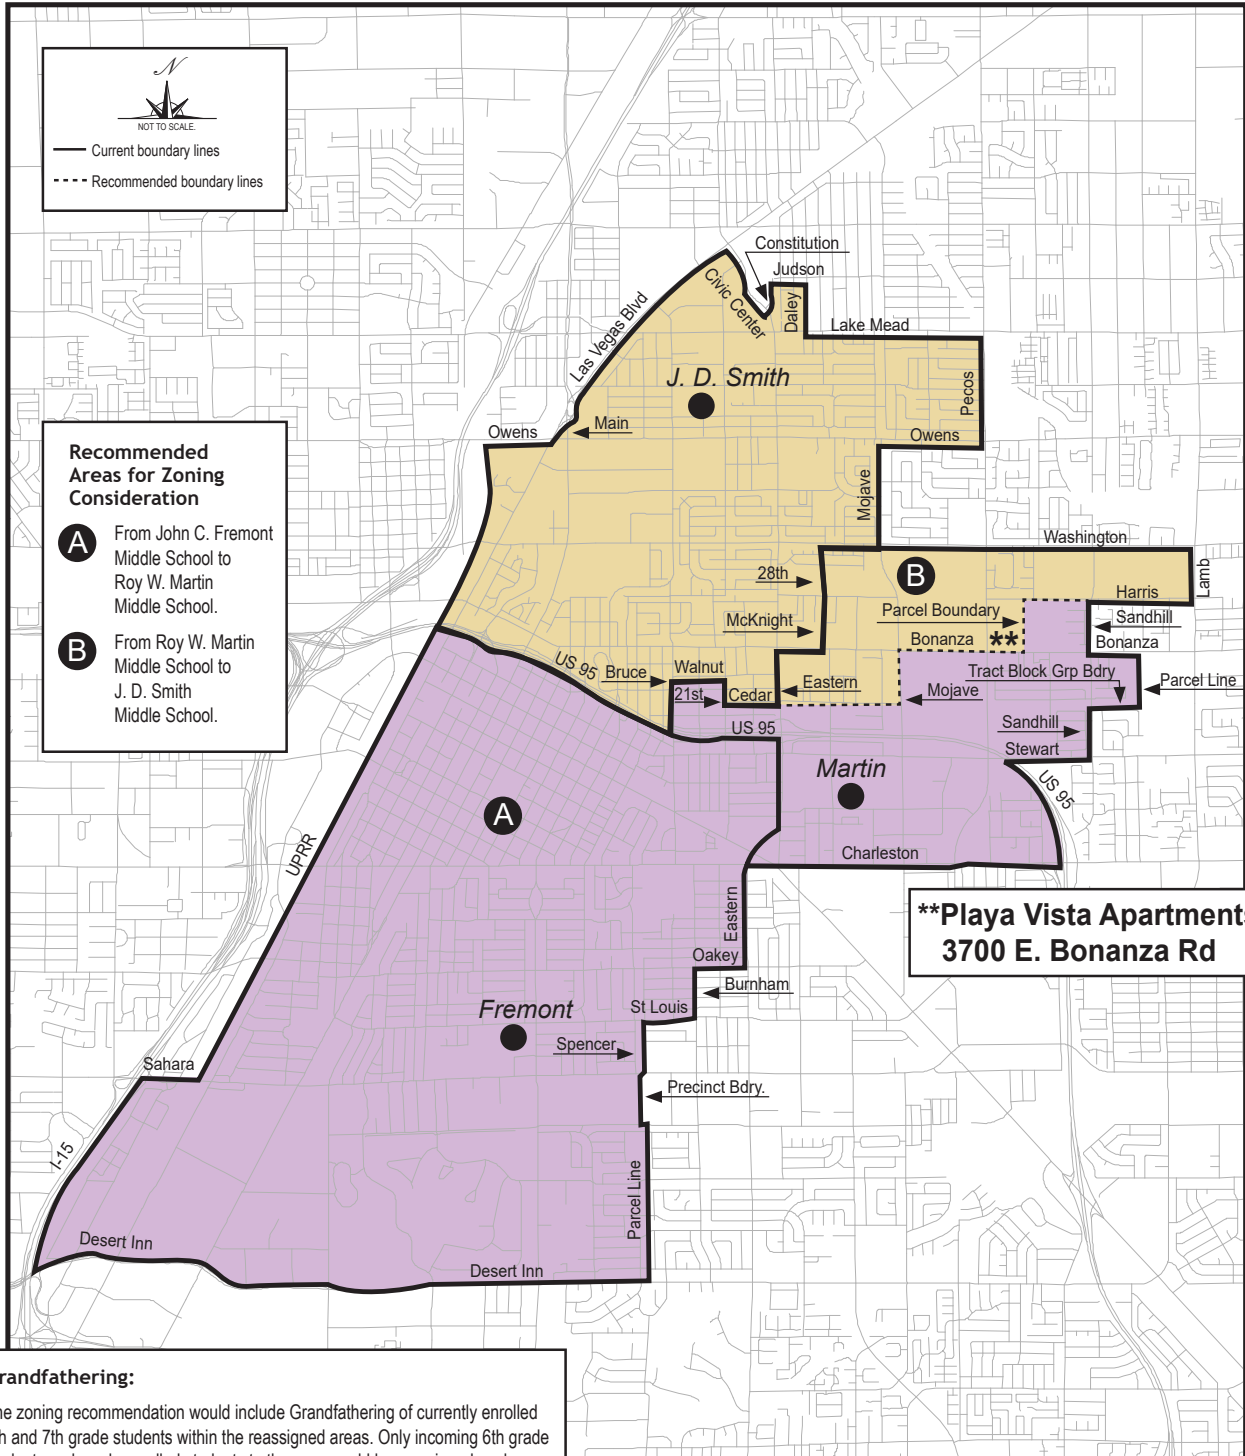 N
NOT TO SCALE.
Current boundary lines
Recommended boundary lines
Constitution
Judson
Civic Center
Daley
Lake Mead
Las Vegas Blvd
J. D. Smith
Pecos
Main
Owens
Owens
Mojave
Recommended
Areas for Zoning
Consideration
A
From John C. Fremont
Middle School to
Roy W. Martin
Middle School.
B
From Roy W. Martin
Middle School to
J. D. Smith
Middle School.
Washington
28th
B
Lamb
Harris
Parcel Boundary
McKnight
Sandhill
Bonanza
**
Bonanza
US 95
Bruce
Walnut
Tract Block Grp Bdry
Eastern
21st
Cedar
Mojave
Parcel Line
US 95
Sandhill
Stewart
Martin
US 95
A
UPRR
Charleston
Eastern
**Playa Vista Apartments
3700 E. Bonanza Rd
Oakey
Burnham
St Louis
Fremont
Spencer
Sahara
Precinct Bdry.
I-15
Parcel Line
Desert Inn
Desert Inn
randfathering:
ne zoning recommendation would include Grandfathering of currently enrolled
th and 7th grade students within the reassigned areas. Only incoming 6th grade